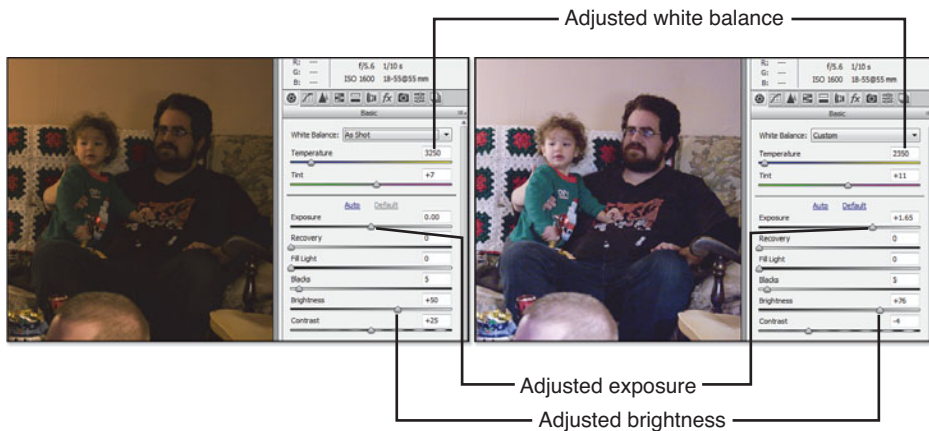 Adjusted white balance
R: ---
G: ---
B: ---
f/5.6 1/10 s
ISO 1600 18-55@55 mm
Basic
White Balance: As Shot
Temperature 3250
Tint +7
Auto Default
Exposure 0.00
Recovery 0
Fill Light 0
Blacks 5
Brightness +50
Contrast +25
R: ---
G: ---
B: ---
f/5.6 1/10 s
ISO 1600 18-55@55 mm
Basic
White Balance: Custom
Temperature 2350
Tint +11
Auto Default
Exposure +1.65
Recovery 0
Fill Light 0
Blacks 5
Brightness +76
Contrast -4
Adjusted exposure
Adjusted brightness